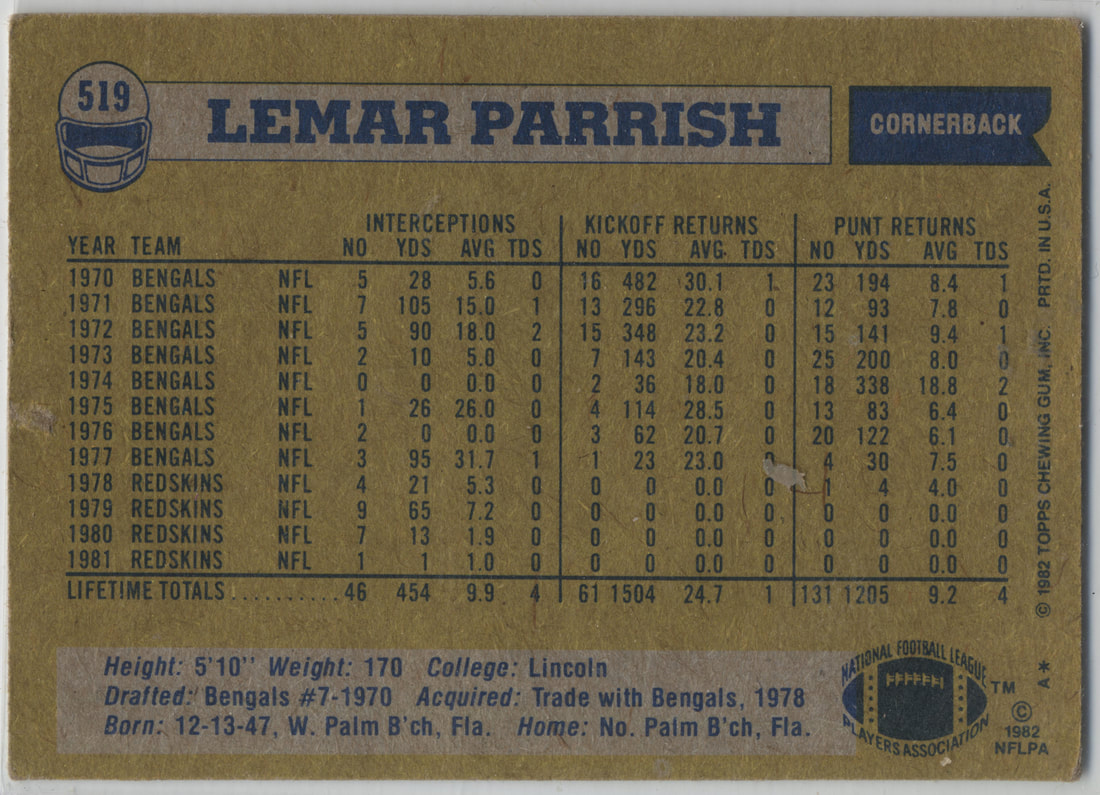 519
LEMAR PARRISH
CORNERBACK
INTERCEPTIONS KICKOFF RETURNS PUNT RETURNS
YEAR TEAM NO YDS AVG TDS NO YDS AVG. TDS NO YDS AVG TDS
1970 BENGALS NFL 5 28 5.6 0 16 482 30.1 1 23 194 8.4 1
1971 BENGALS NFL 7 105 15.0 1 13 296 22.8 0 12 93 7.8 0
1972 BENGALS NFL 5 90 18.0 2 15 348 23.2 0 15 141 9.4 1
1973 BENGALS NFL 2 10 5.0 0 7 143 20.4 0 25 200 8.0 0
1974 BENGALS NFL 0 0 0.0 0 2 36 18.0 0 18 338 18.8 2
1975 BENGALS NFL 1 26 26.0 0 4 114 28.5 0 13 83 6.4 0
1976 BENGALS NFL 2 0 0.0 0 3 62 20.7 0 20 122 6.1 0
1977 BENGALS NFL 3 95 31.7 1 1 23 23.0 0 4 30 7.5 0
1978 REDSKINS NFL 4 21 5.3 0 0 0 0.0 0 1 4 4.0 0
1979 REDSKINS NFL 9 65 7.2 0 0 0 0.0 0 0 0 0.0 0
1980 REDSKINS NFL 7 13 1.9 0 0 0 0.0 0 0 0 0.0 0
1981 REDSKINS NFL 1 1 1.0 0 0 0 0.0 0 0 0 0.0 0
LIFETIME TOTALS .......... 46 454 9.9 4 61 1504 24.7 1 131 1205 9.2 4
Height: 5'10" Weight: 170 College: Lincoln
Drafted: Bengals #7-1970 Acquired: Trade with Bengals, 1978
Born: 12-13-47, W. Palm B'ch, Fla. Home: No. Palm B'ch, Fla.
NATIONAL FOOTBALL LEAGUE
PLAYERS ASSOCIATION
TM
©
1982
NFLPA
A*
© 1982 TOPPS CHEWING GUM, INC. PRTD. IN U.S.A.